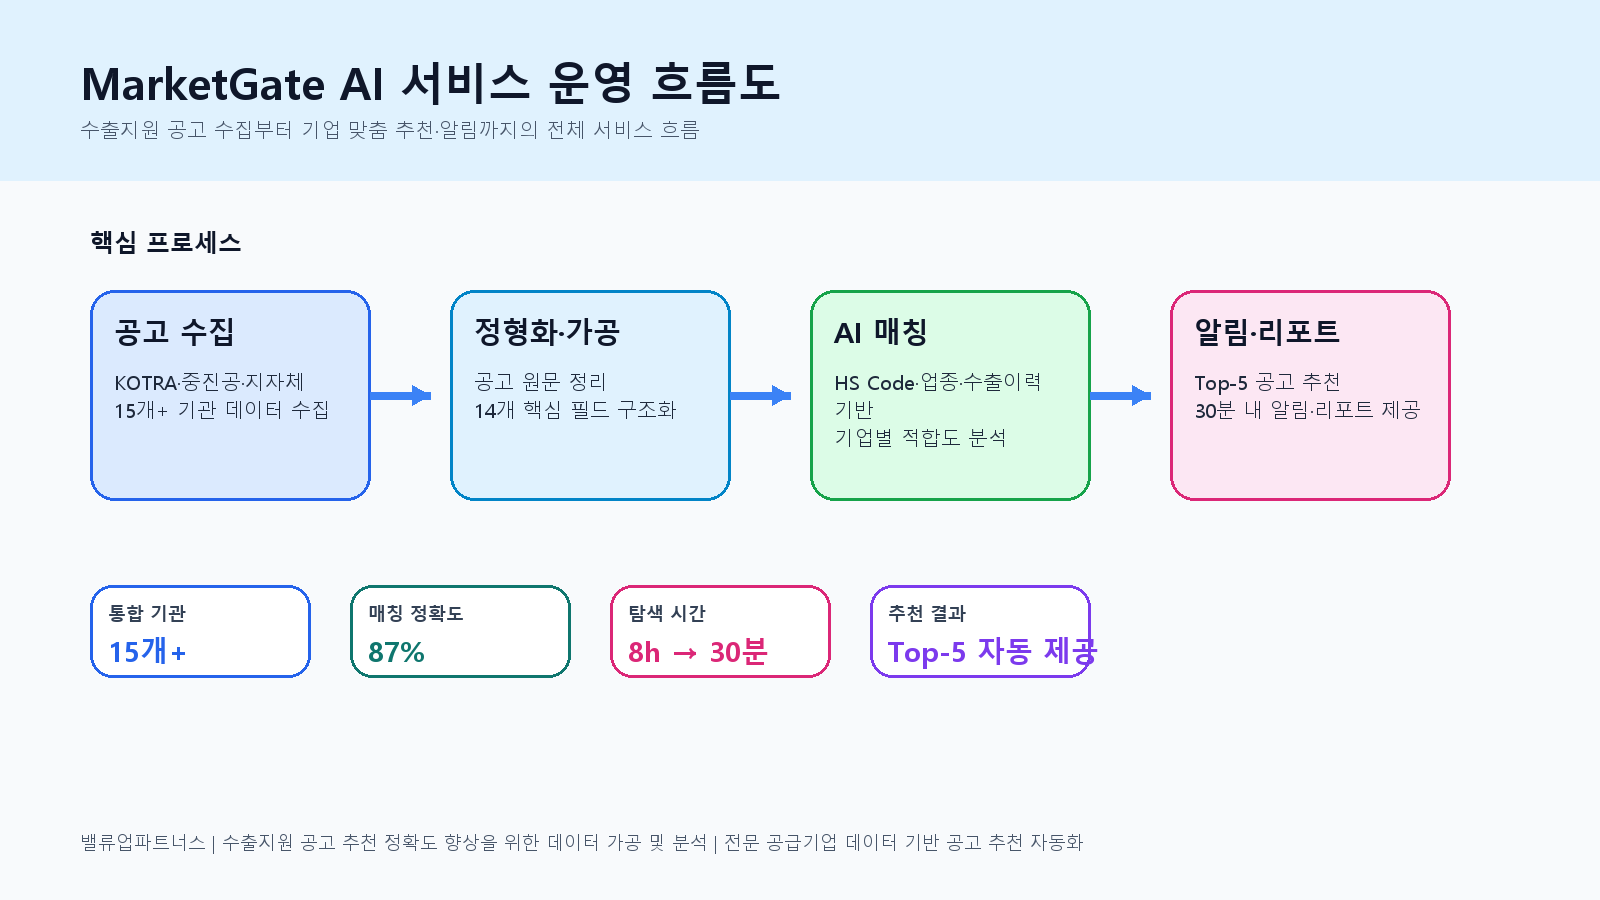 MarketGate AI 서비스 운영 흐름도
수출지원 공고 수집부터 기업 맞춤 추천·알림까지의 전체 서비스 흐름
핵심 프로세스
공고 수집
KOTRA·중진공·지자체
15개+ 기관 데이터 수집
정형화·가공
공고 원문 정리
14개 핵심 필드 구조화
AI 매칭
HS Code·업종·수출이력
기반
기업별 적합도 분석
알림·리포트
Top-5 공고 추천
30분 내 알림·리포트 제공
통합 기관
15개+
매칭 정확도
87%
탐색 시간
8h → 30분
추천 결과
Top-5 자동 제공
밸류업파트너스 | 수출지원 공고 추천 정확도 향상을 위한 데이터 가공 및 분석 | 전문 공급기업 데이터 기반 공고 추천 자동화